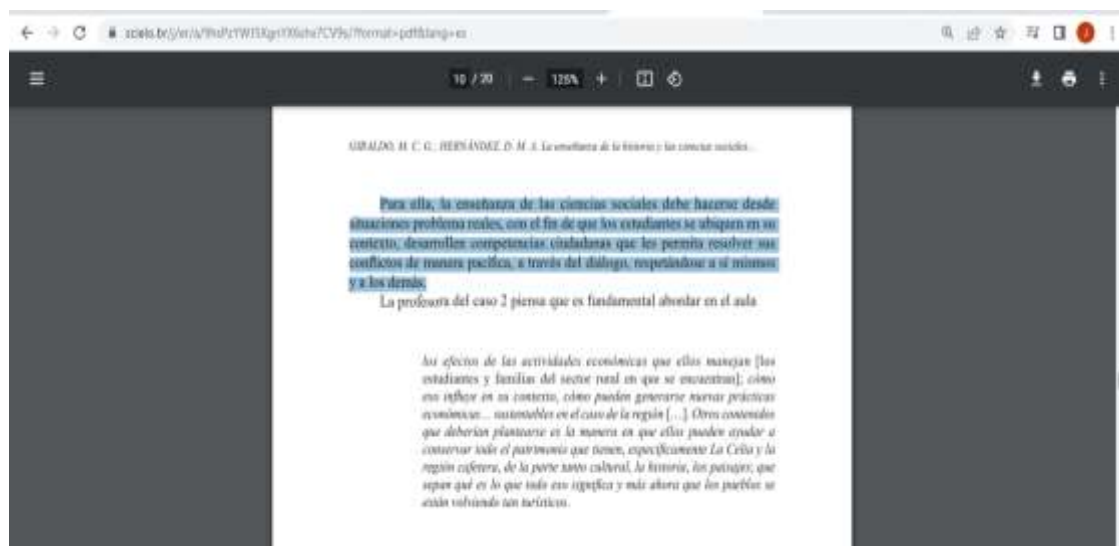 10 / 20
125%
GIRALDO, M. C. G.; HERNÁNDEZ, D. M. A. La enseñanza de la historia y las ciencias sociales...
Para ella, la enseñanza de las ciencias sociales debe hacerse desde
situaciones problema reales, con el fin de que los estudiantes se ubiquen en su
contexto, desarrollen competencias ciudadanas que les permita resolver sus
conflictos de manera pacífica, a través del diálogo, respetándose a sí mismos
y a los demás.
La profesora del caso 2 piensa que es fundamental abordar en el aula
los efectos de las actividades económicas que ellos manejan [los
estudiantes y familias del sector rural en que se encuentran]; cómo
eso influye en su contexto, cómo pueden generarse nuevas prácticas
económicas... sustentables en el caso de la región [...]. Otros contenidos
que deberían plantearse es la manera en que ellos pueden ayudar a
conservar todo el patrimonio que tienen, específicamente La Celia y la
región cafetera, de la parte tanto cultural, la historia, los paisajes; que
sepan qué es lo que todo eso significa y más ahora que los pueblos se
están volviendo tan turísticos.